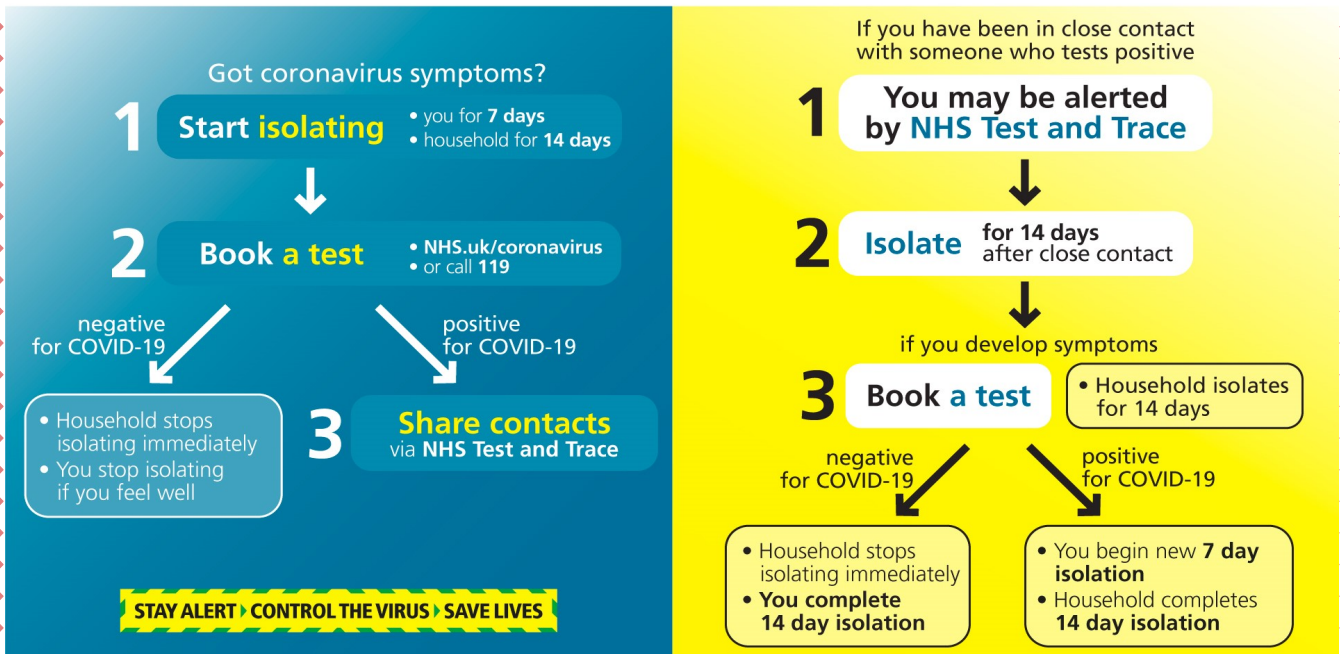 Got coronavirus symptoms?
1
Start isolating
• you for 7 days
• household for 14 days
2
Book a test
• NHS.uk/coronavirus
• or call 119
negative
for COVID-19
positive
for COVID-19
• Household stops
isolating immediately
• You stop isolating
if you feel well
3
Share contacts
via NHS Test and Trace
STAY ALERT CONTROL THE VIRUS SAVE LIVES
If you have been in close contact
with someone who tests positive
1
You may be alerted
by NHS Test and Trace
2
Isolate
for 14 days
after close contact
if you develop symptoms
3
Book a test
• Household isolates
for 14 days
negative
for COVID-19
positive
for COVID-19
• Household stops
isolating immediately
• You complete
14 day isolation
• You begin new 7 day
isolation
• Household completes
14 day isolation